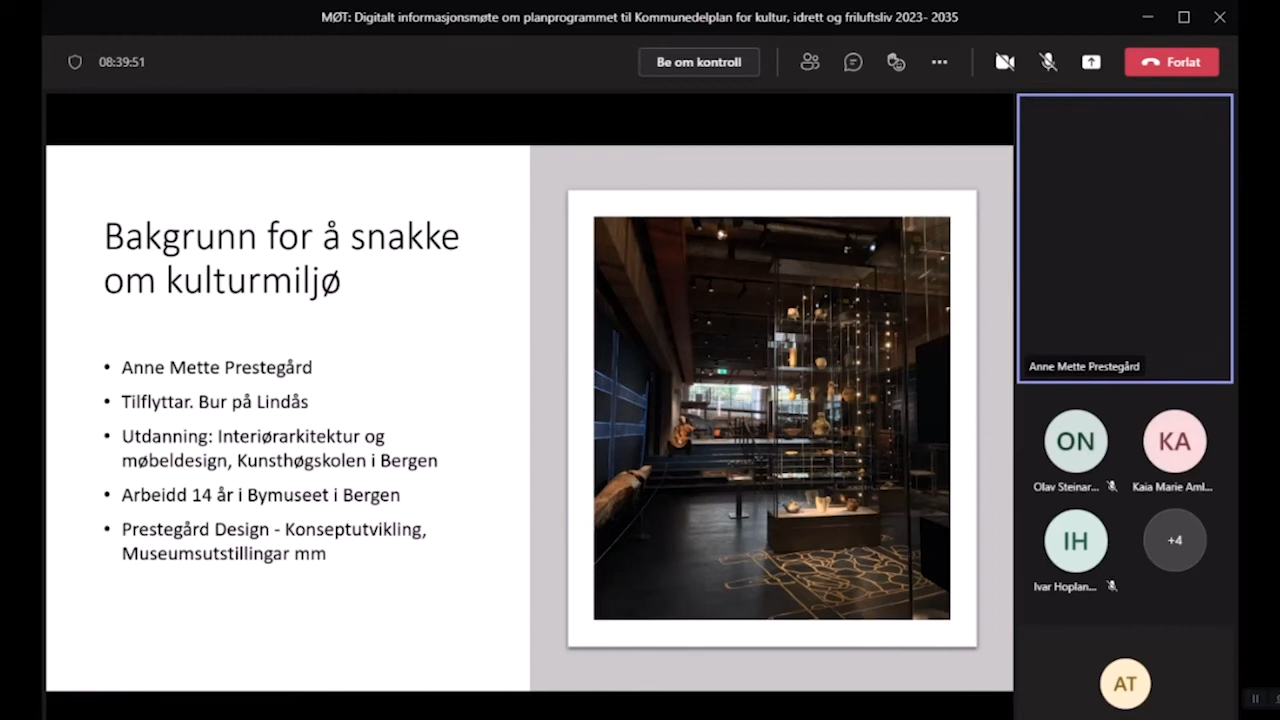 MØT: Digitalt informasjonsmøte om planprogrammet til Kommunedelplan for kultur, idrett og friluftsliv 2023- 2035
08:39:51
Be om kontroll
Forlat
Bakgrunn for å snakke
om kulturmiljø
• Anne Mette Prestegård
• Tilflyttar. Bur på Lindås
• Utdanning: Interiørarkitektur og
møbeldesign, Kunsthøgskolen i Bergen
• Arbeidd 14 år i Bymuseet i Bergen
• Prestegård Design - Konseptutvikling,
Museumsutstillingar mm
Anne Mette Prestegård
ON
KA
Olav Steinar...
Kaia Marie Aml...
IH
+4
Ivar Hoplan...
AT